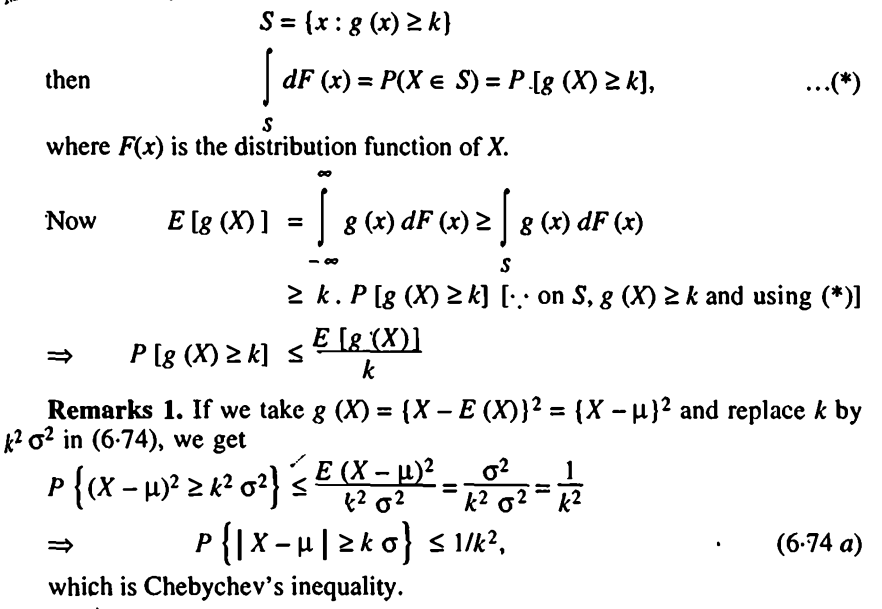 S = {x : g (x) ≥ k}
then ∫_S dF (x) = P(X ∈ S) = P [g (X) ≥ k], ...(*)
where F(x) is the distribution function of X.
Now E [g (X) ] = ∫_{-∞}^{∞} g (x) dF (x) ≥ ∫_S g (x) dF (x)
≥ k . P [g (X) ≥ k] [∵ on S, g (X) ≥ k and using (*)]
⇒ P [g (X) ≥ k] ≤ E [g (X)] / k
Remarks 1. If we take g (X) = {X – E (X)}² = {X – μ}² and replace k by
k² σ² in (6·74), we get
P {(X – μ)² ≥ k² σ²} ≤ E (X – μ)² / k² σ² = σ² / k² σ² = 1 / k²
⇒ P {| X – μ | ≥ k σ} ≤ 1/k², (6·74 a)
which is Chebychev's inequality.